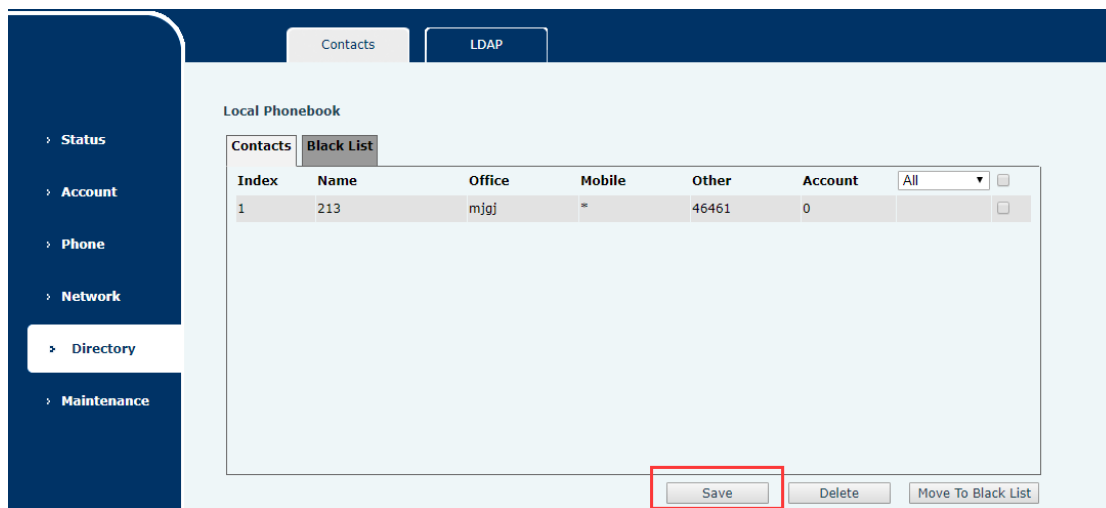 Contacts LDAP
Local Phonebook
Status
Account
Phone
Network
Directory
Maintenance
Contacts Black List
Index Name Office Mobile Other Account All
1 213 mjgj * 46461 0
Save Delete Move To Black List